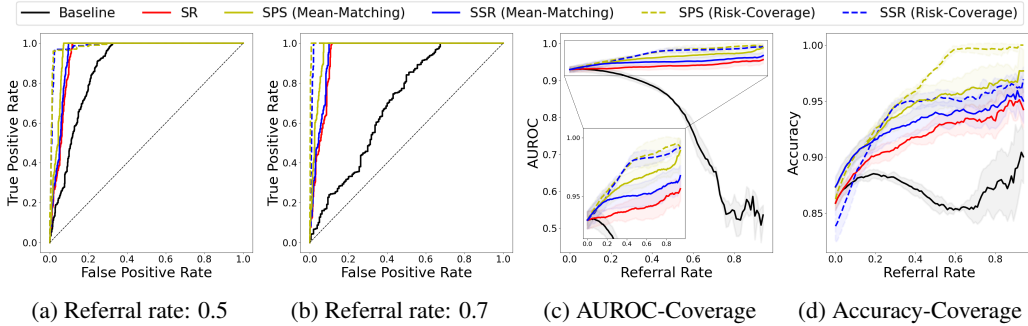 Baseline SR SPS (Mean-Matching) SSR (Mean-Matching) SPS (Risk-Coverage) SSR (Risk-Coverage)
True Positive Rate
1.0
0.8
0.6
0.4
0.2
0.0
0.0 0.2 0.4 0.6 0.8 1.0
False Positive Rate
(a) Referral rate: 0.5
True Positive Rate
1.0
0.8
0.6
0.4
0.2
0.0
0.0 0.2 0.4 0.6 0.8 1.0
False Positive Rate
(b) Referral rate: 0.7
AUROC
1.0
0.9
0.8
0.7
0.6
0.5
1.00
0.95
0.0 0.2 0.4 0.6 0.8
0.0 0.2 0.4 0.6 0.8
Referral Rate
(c) AUROC-Coverage
Accuracy
1.00
0.95
0.90
0.85
0.0 0.2 0.4 0.6 0.8
Referral Rate
(d) Accuracy-Coverage